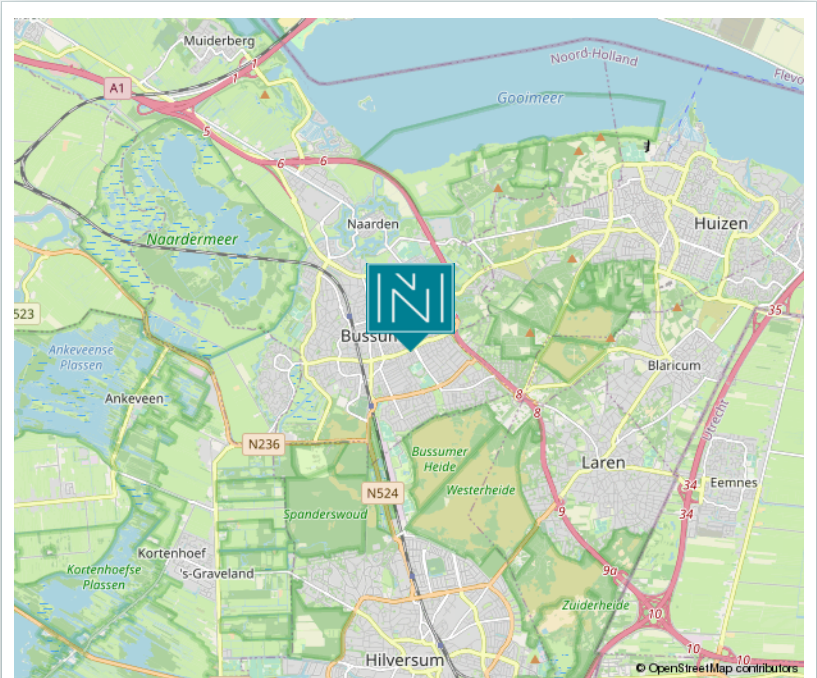 Muiderberg
Noord-Holland
Flevo
A1
1
1
Gooimeer
5
6
6
Naarden
Huizen
Naardermeer
N
523
35
Bussum
Ankeveense
Plassen
Blaricum
Ankeveen
8
8
Utrecht
N236
Bussumer
Heide
Laren
Westerheide
Eemnes
N524
34
34
9
Spanderswoud
Kortenhoef
's-Graveland
Kortenhoefse
Plassen
9a
Zuiderheide
10
10
10
Hilversum
© OpenStreetMap contributors